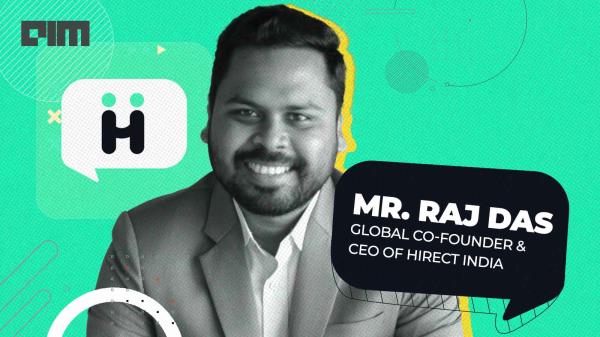 AIM
H
MR. RAJ DAS
GLOBAL CO-FOUNDER &
CEO OF HIRECT INDIA